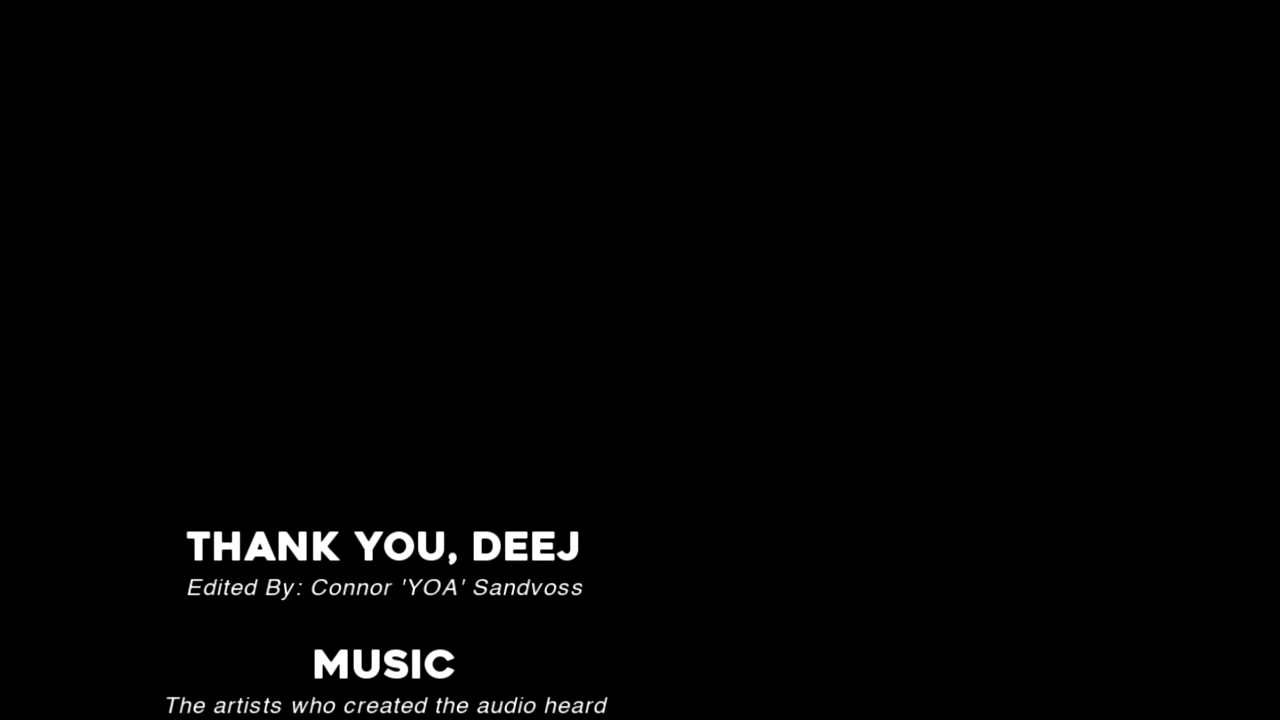 THANK YOU, DEEJ
Edited By: Connor 'YOA' Sandvoss
MUSIC
The artists who created the audio heard